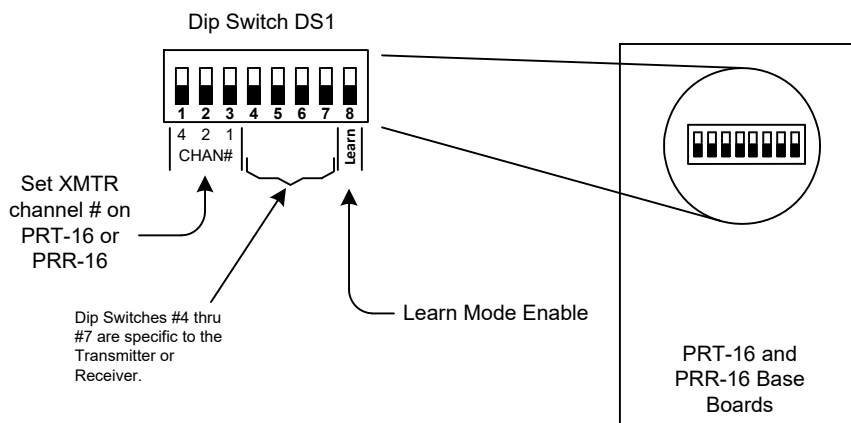 Dip Switch DS1
1 2 3 4 5 6 7 8
4 2 1
CHAN#
Learn
Set XMTR
channel # on
PRT-16 or
PRR-16
Dip Switches #4 thru
#7 are specific to the
Transmitter or
Receiver.
Learn Mode Enable
PRT-16 and
PRR-16 Base
Boards